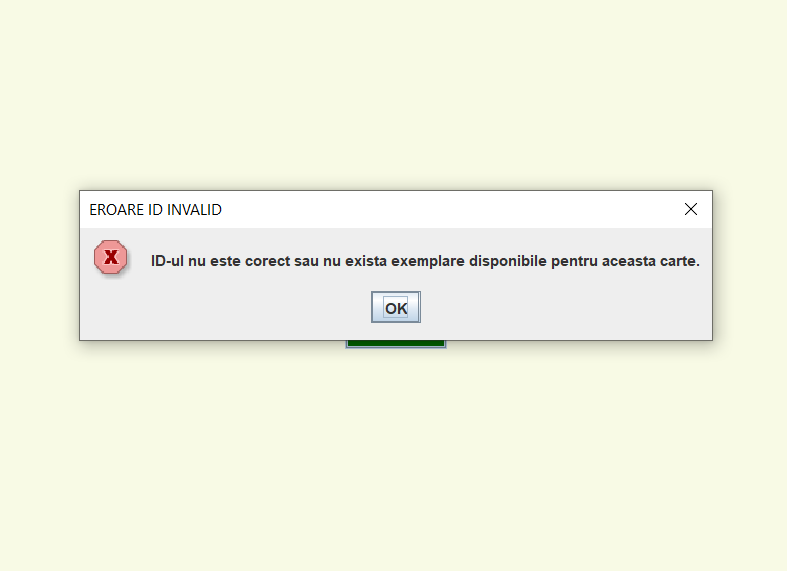 EROARE ID INVALID
ID-ul nu este corect sau nu exista exemplare disponibile pentru aceasta carte.
OK